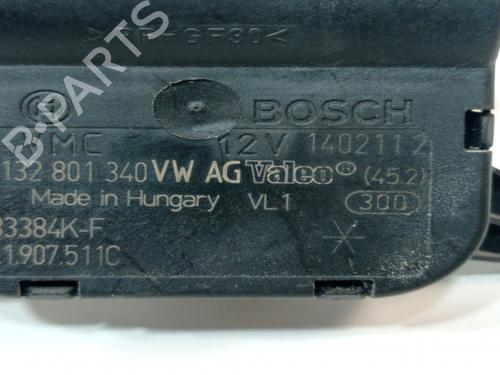 BOSCH
MC 12V 140211 2
132 801 340 VW AG Valeo® (45.2)
Made in Hungary VL1 300
83384K-F
1.907.511C